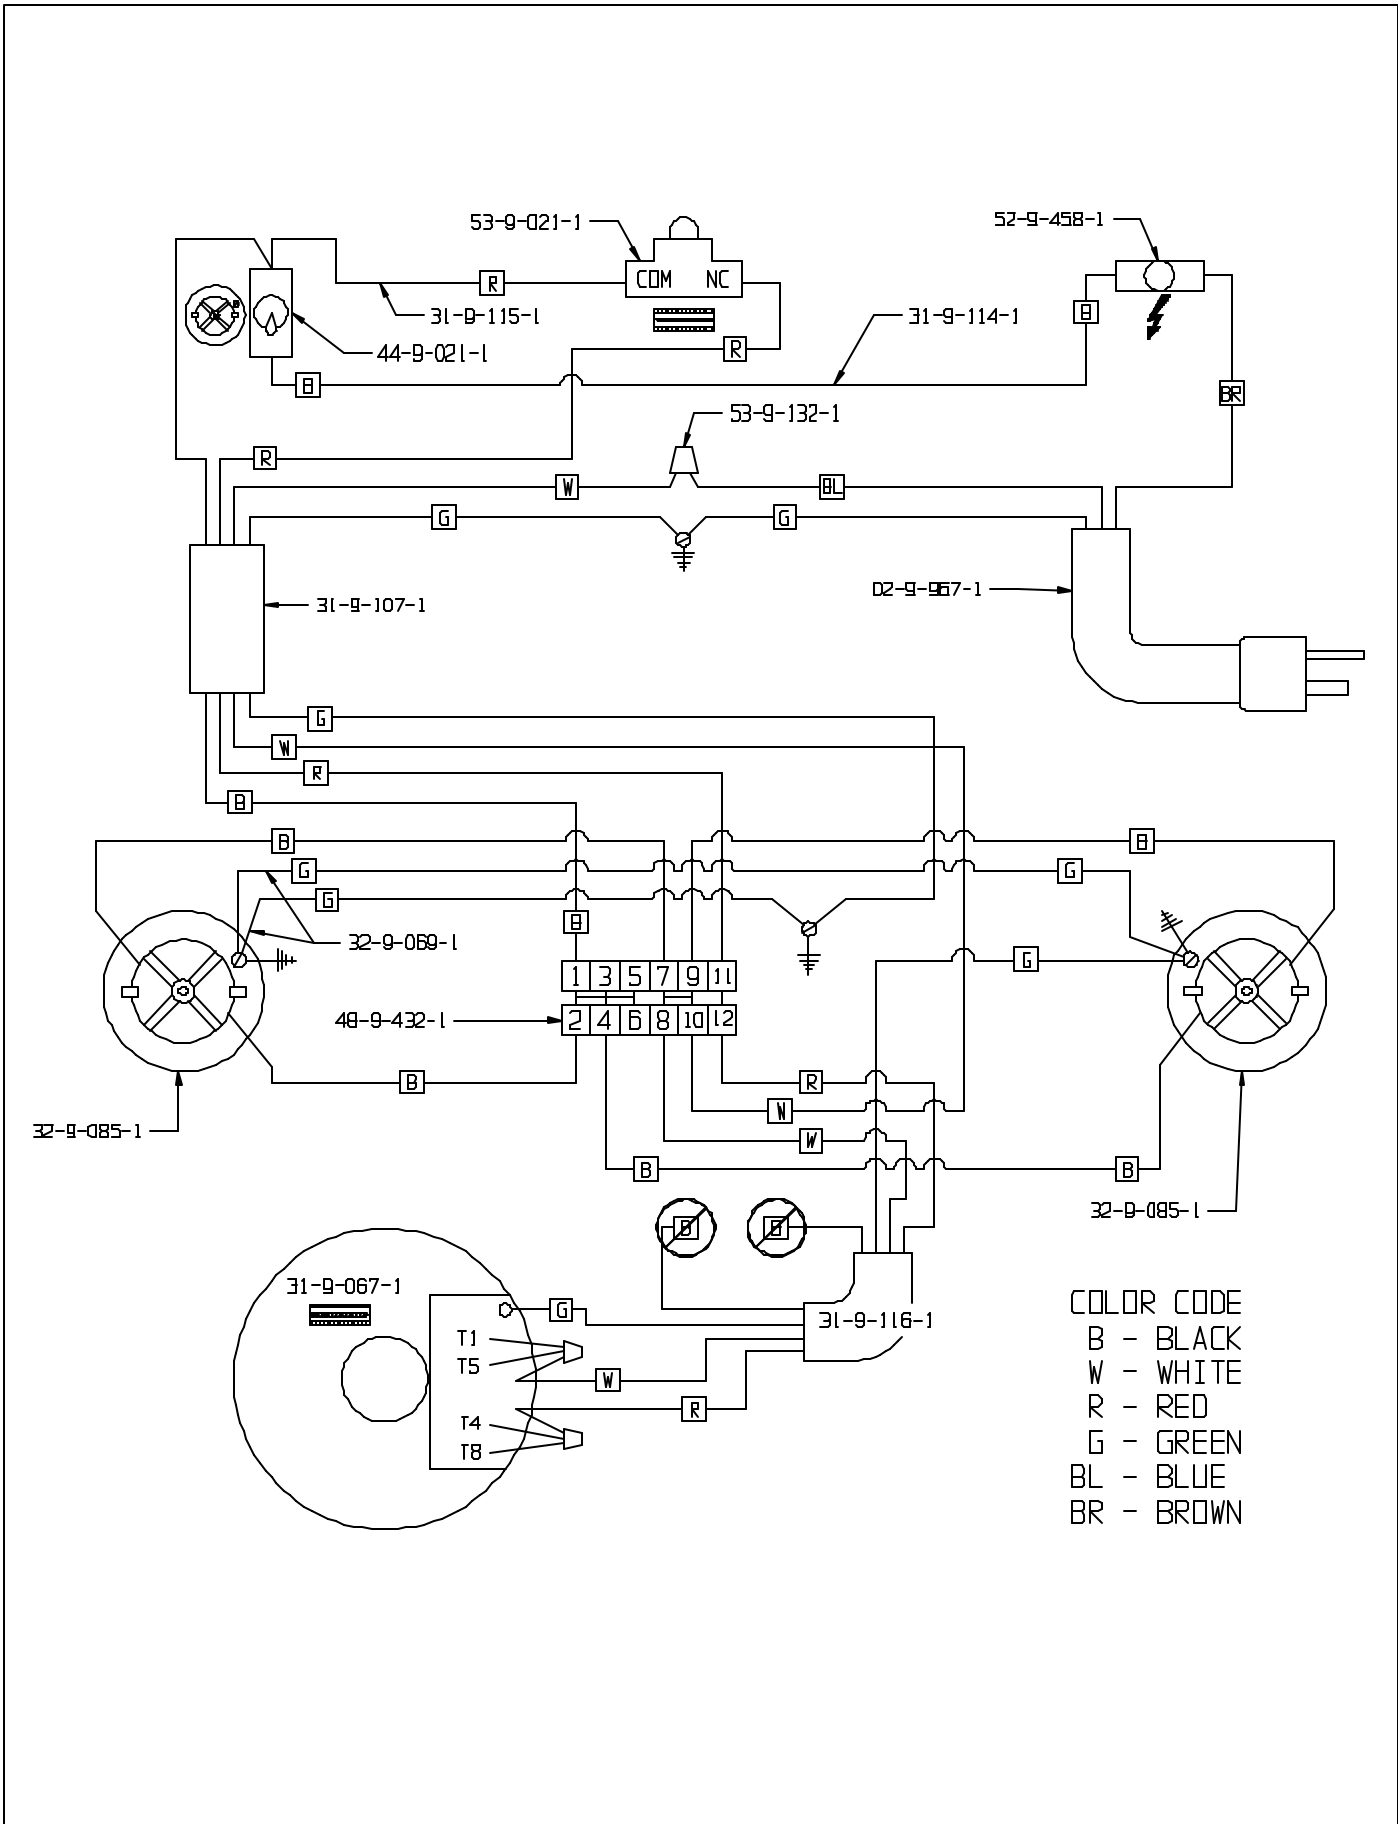 53-9-021-1
52-9-458-1
COM NC
R
31-9-115-1
B
31-9-114-1
44-9-021-1
R
B
BR
53-9-132-1
R
W
BL
G
G
02-9-967-1
31-9-107-1
G
W
R
B
B
B
G
G
G
B
32-9-069-1
G
1 3 5 7 9 11
48-9-432-1
2 4 6 8 10 12
B
R
W
32-9-085-1
W
B
B
32-9-085-1
B
G
31-9-067-1
G
31-9-116-1
T1
T5
W
R
T4
T8
COLOR CODE
B - BLACK
W - WHITE
R - RED
G - GREEN
BL - BLUE
BR - BROWN